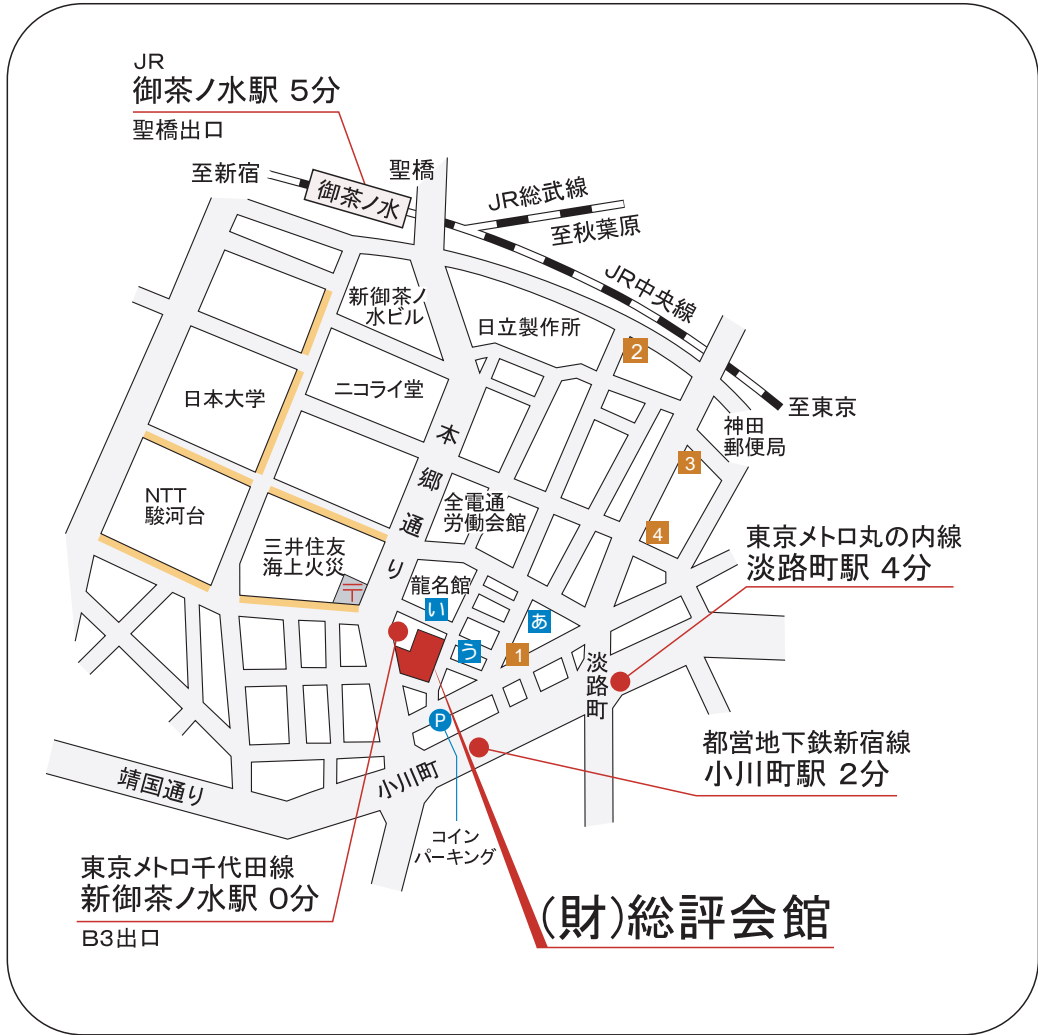 JR
御茶ノ水駅 5分
聖橋出口
至新宿
御茶ノ水
聖橋
JR総武線
至秋葉原
JR中央線
新御茶ノ
水ビル
日立製作所
2
至東京
日本大学
ニコライ堂
神田
郵便局
3
本郷通り
NTT
駿河台
全電通
労働会館
4
三井住友
海上火災
〒
東京メトロ丸の内線
淡路町駅 4分
龍名館
い
あ
う
1
淡路町
P
都営地下鉄新宿線
小川町駅 2分
靖国通り
小川町
コイン
パーキング
東京メトロ千代田線
新御茶ノ水駅 0分
B3出口
(財)総評会館